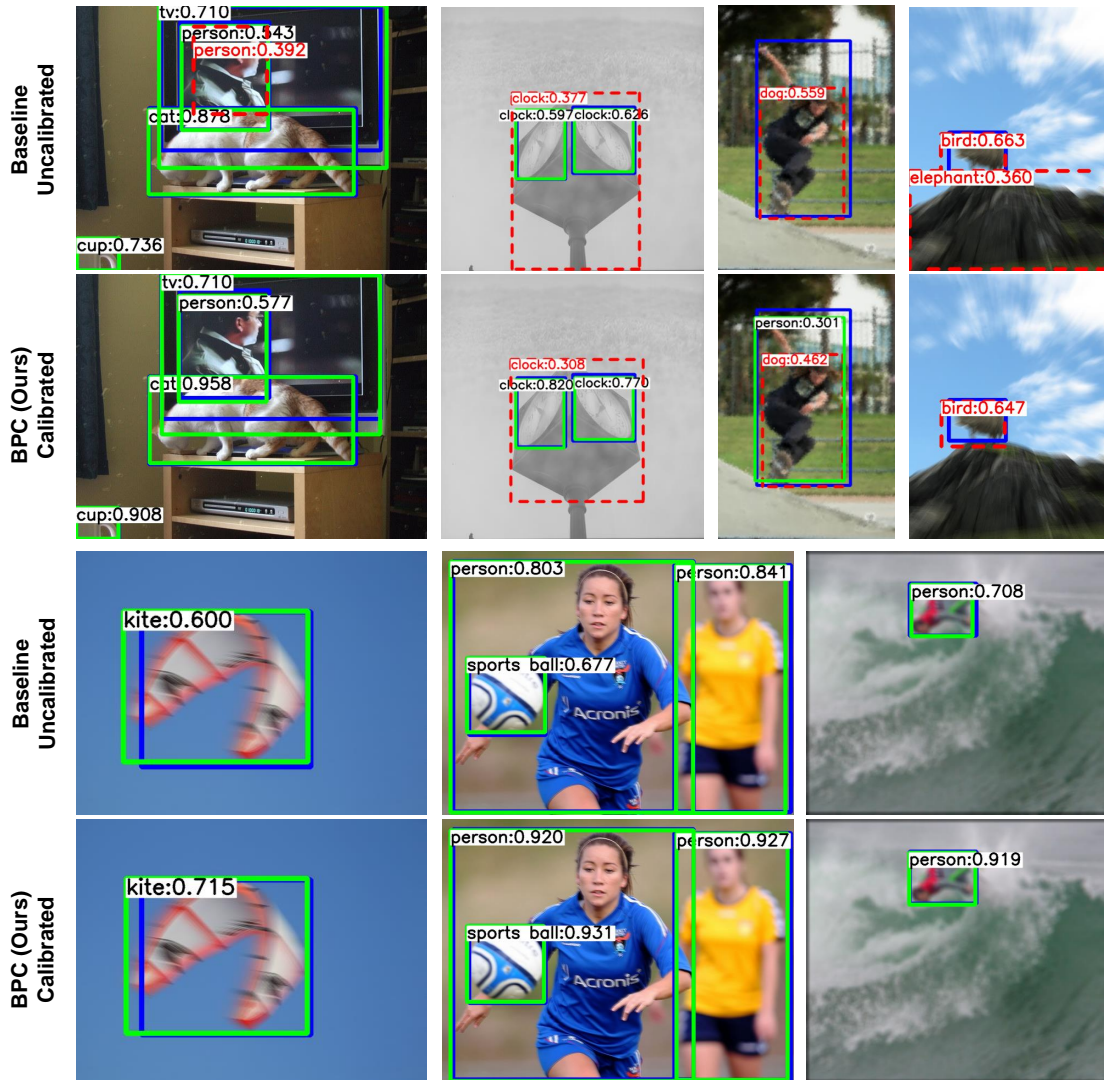 Baseline
Uncalibrated
tv:0.710
person:0.543
person:0.392
cat:0.878
cup:0.736
clock:0.377
clock:0.597
clock:0.626
dog:0.559
bird:0.663
elephant:0.360
BPC (Ours)
Calibrated
tv:0.710
person:0.577
cat:0.958
cup:0.908
clock:0.308
clock:0.820
clock:0.770
person:0.301
dog:0.462
bird:0.647
Baseline
Uncalibrated
kite:0.600
person:0.803
person:0.841
sports ball:0.677
Acronis
person:0.708
BPC (Ours)
Calibrated
kite:0.715
person:0.920
person:0.927
sports ball:0.931
Acronis
person:0.919